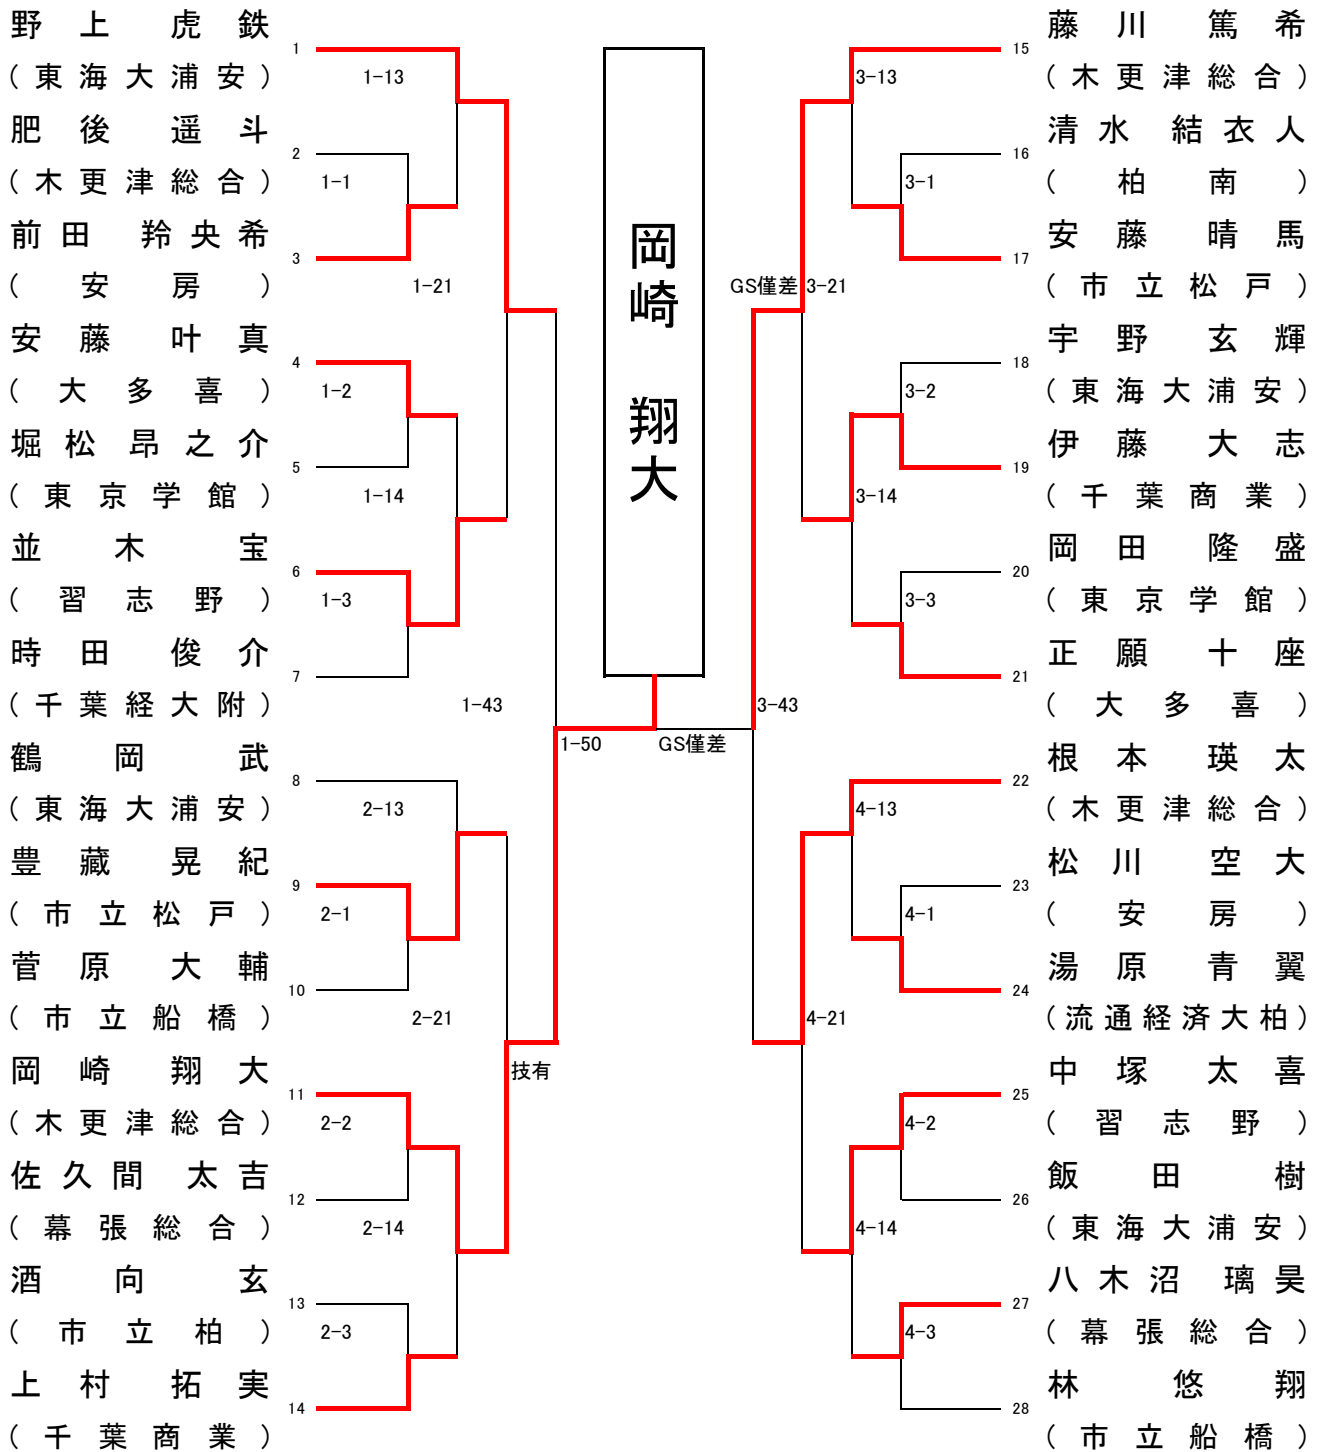 野上 虎鉄
1
(東海大浦安)
1-13
肥後 遥斗
2
(木更津総合)
1-1
前田 羚央希
3
(安房)
1-21
安藤 叶真
4
(大多喜)
1-2
堀松 昂之介
5
(東京学館)
1-14
並木 宝
6
(習志野)
1-3
時田 俊介
7
(千葉経大附)
1-43
鶴岡 武
8
(東海大浦安)
2-13
豊藏 晃紀
9
(市立松戸)
2-1
菅原 大輔
10
(市立船橋)
2-21
岡崎 翔大
11
(木更津総合)
2-2
佐久間 太吉
12
(幕張総合)
2-14
酒向 玄
13
(市立柏)
2-3
上村 拓実
14
(千葉商業)
技有
1-50
岡崎 翔大
GS僅差
藤川 篤希
15
(木更津総合)
3-13
清水 結衣人
16
(柏南)
3-1
安藤 晴馬
17
(市立松戸)
GS僅差 3-21
宇野 玄輝
18
(東海大浦安)
3-2
伊藤 大志
19
(千葉商業)
3-14
岡田 隆盛
20
(東京学館)
3-3
正願 十座
21
(大多喜)
3-43
根本 瑛太
22
(木更津総合)
4-13
松川 空大
23
(安房)
4-1
湯原 青翼
24
(流通経済大柏)
4-21
中塚 太喜
25
(習志野)
4-2
飯田 樹
26
(東海大浦安)
4-14
八木沼 璃昊
27
(幕張総合)
4-3
林 悠翔
28
(市立船橋)